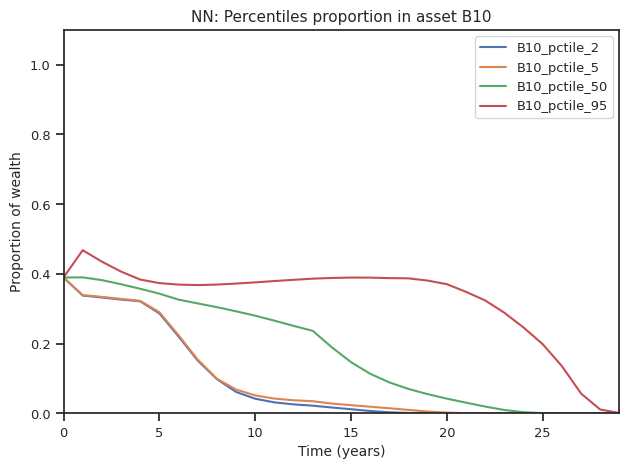 NN: Percentiles proportion in asset B10
B10_pctile_2
B10_pctile_5
B10_pctile_50
B10_pctile_95
Proportion of wealth
1.0
0.8
0.6
0.4
0.2
0.0
0 5 10 15 20 25
Time (years)